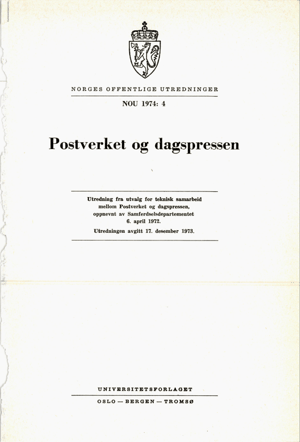 NORGES OFFENTLIGE UTREDNINGER
NOU 1974: 4
Postverket og dagspressen
Utredning fra utvalg for teknisk samarbeid
mellom Postverket og dagspressen,
oppnevnt av Samferdselsdepartementet
6. april 1972.
Utredningen avgitt 17. desember 1973.
UNIVERSITETSFORLAGET
OSLO — BERGEN — TROMSØ